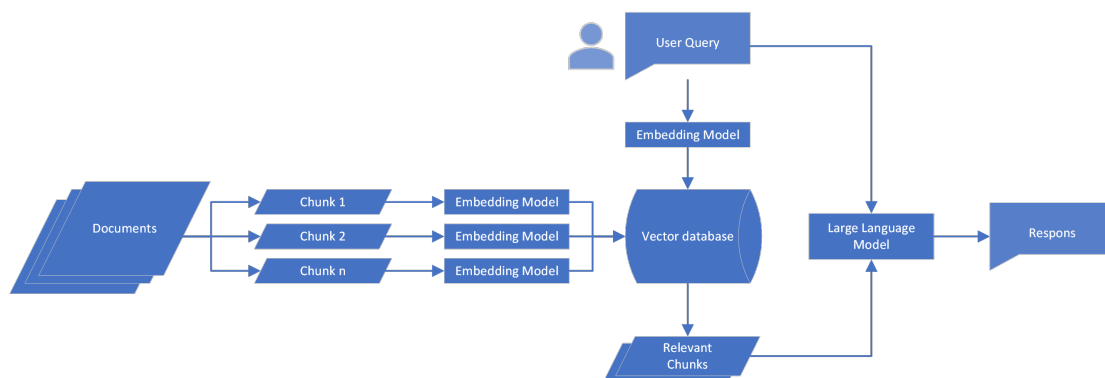 User Query
Embedding Model
Documents
Chunk 1
Embedding Model
Chunk 2
Embedding Model
Chunk n
Embedding Model
Vector database
Large Language
Model
Respons
Relevant
Chunks